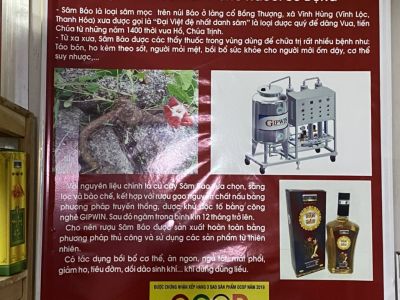 - Sâm Báo là loại sâm mọc trên núi Báo ở làng cổ Bồng Thượng, xã Vĩnh Hùng (Vĩnh Lộc,
Thanh Hóa) xưa được gọi là “Đại Việt đệ nhất danh sâm” là loại dược quý để dâng Vua, tiến
Chúa từ những năm 1400 thời vua Hồ, Chúa Trịnh.
- Từ xa xưa, Sâm Báo được các thầy thuốc trong vùng dùng để chữa trị rất nhiều bệnh như:
Táo bón, ho kèm theo sốt, người mỏi mệt, bồi bổ sức khỏe cho người mới ốm dậy, cơ thể
suy nhược,...
GIPWIN
Với nguyên liệu chính là củ cây Sâm Báo lựa chọn, sàng
lọc và bào chế, kết hợp với rượu gạo nguyên chất nấu bằng
phương pháp truyền thống, được khử độc tố bằng công
nghệ GIPWIN. Sau đó ngâm trong bình kín 12 tháng trở lên.
Cho nên rượu Sâm Báo được sản xuất hoàn toàn bằng
phương pháp thủ công và sử dụng các sản phẩm từ thiên
nhiên.
Có tác dụng bồi bổ cơ thể, ăn ngon, ngủ tốt, mát phổi,
giảm ho, tiêu đờm, dồi dào sinh khí... khi dùng đúng liều.
ĐƯỢC CHỨNG NHẬN XẾP HẠNG 3 SAO SẢN PHẨM OCOP NĂM 2019
OCOP